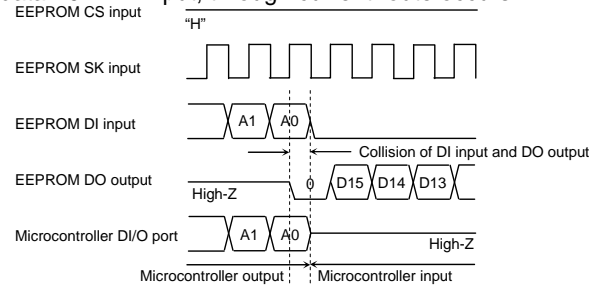 EEPROM CS input
"H"
EEPROM SK input
EEPROM DI input
A1 A0
Collision of DI input and DO output
EEPROM DO output
High-Z
0 D15 D14 D13
Microcontroller DI/O port
A1 A0
High-Z
Microcontroller output Microcontroller input